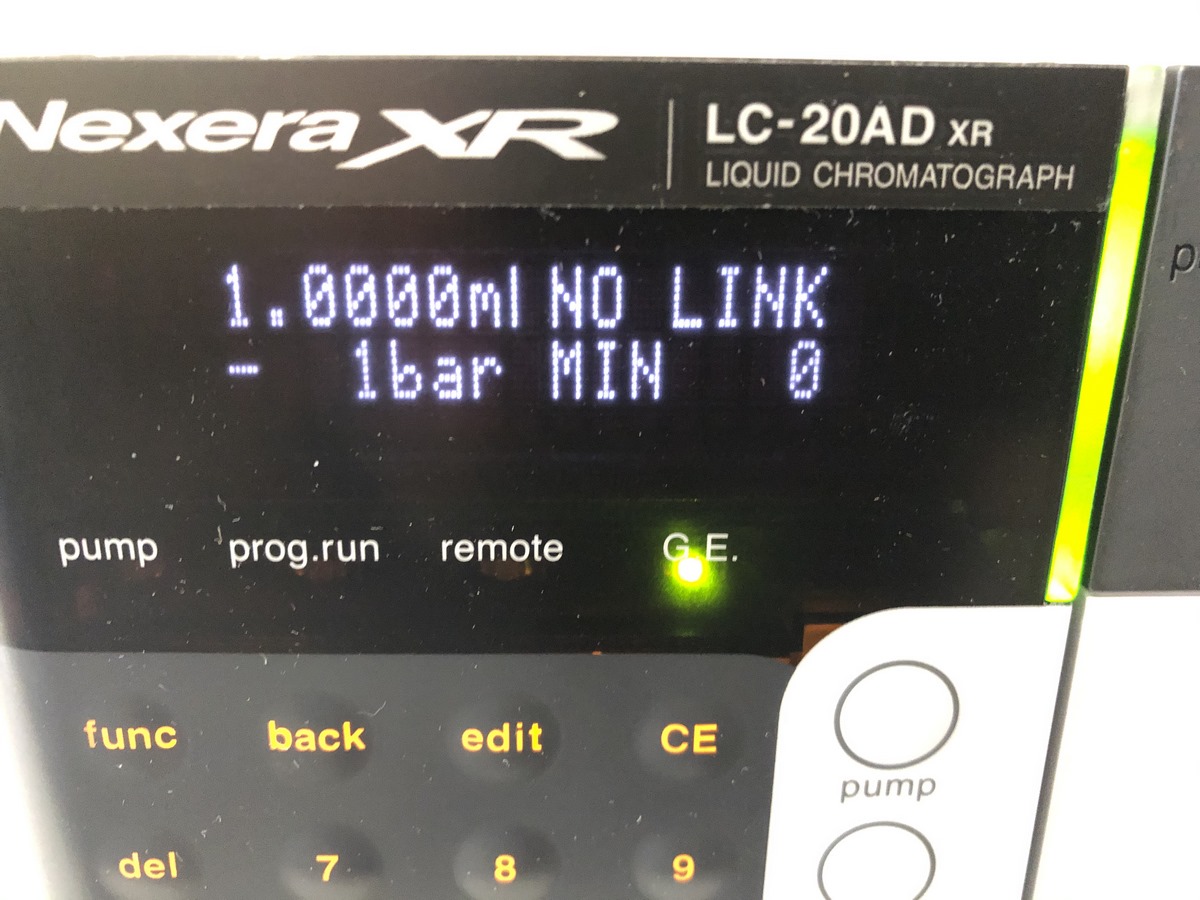 Nexera XR
LC-20AD XR
LIQUID CHROMATOGRAPH
1.0000ml NO LINK
- 1bar MIN 0
pump prog.run remote G.E.
func back edit CE
pump
del 7 8 9